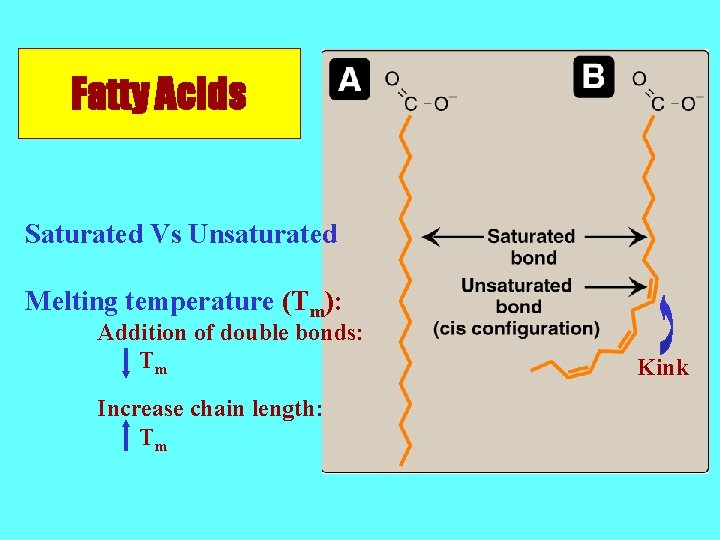 Fatty Acids
A
B
O
C O⁻
O
C O⁻
Saturated Vs Unsaturated
Saturated
bond
Unsaturated
bond
(cis configuration)
Melting temperature (Tm):
Addition of double bonds:
Tm
Kink
Increase chain length:
Tm